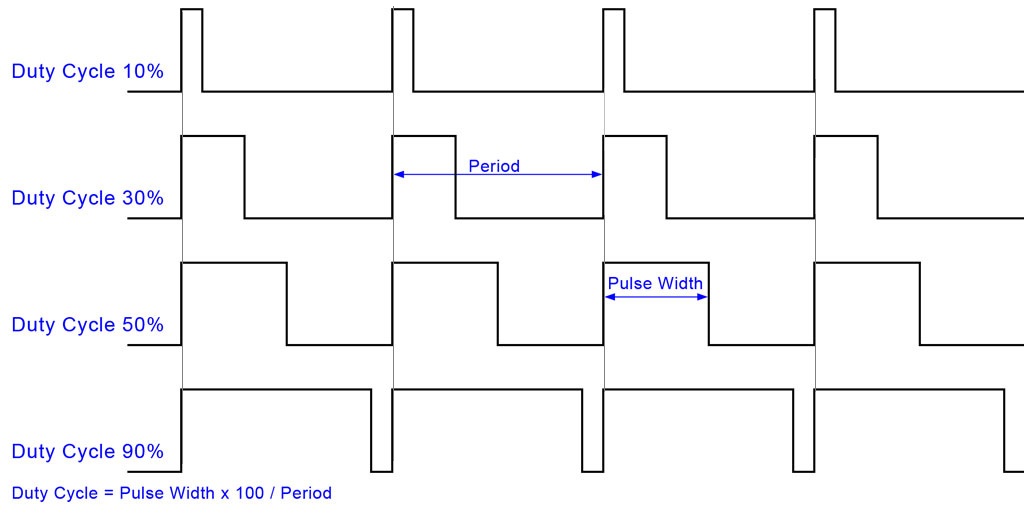 Duty Cycle 10%
Period
Duty Cycle 30%
Pulse Width
Duty Cycle 50%
Duty Cycle 90%
Duty Cycle = Pulse Width x 100 / Period